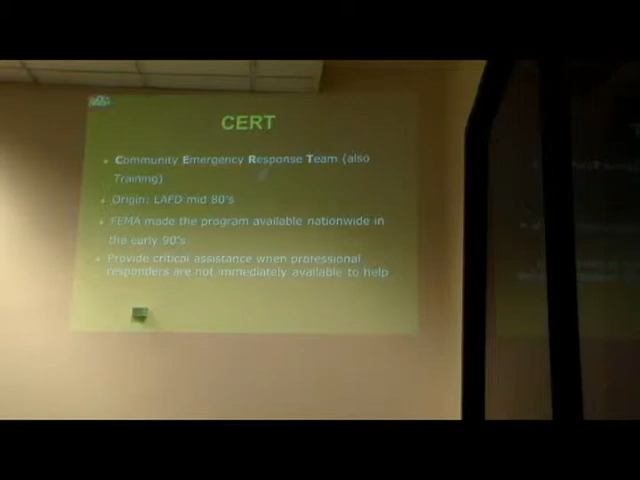 CERT
Community Emergency Response Team (also
Training)
Origin: LAFD mid 80's
FEMA made the program available nationwide in
the early 90's
Provide critical assistance when professional
responders are not immediately available to help